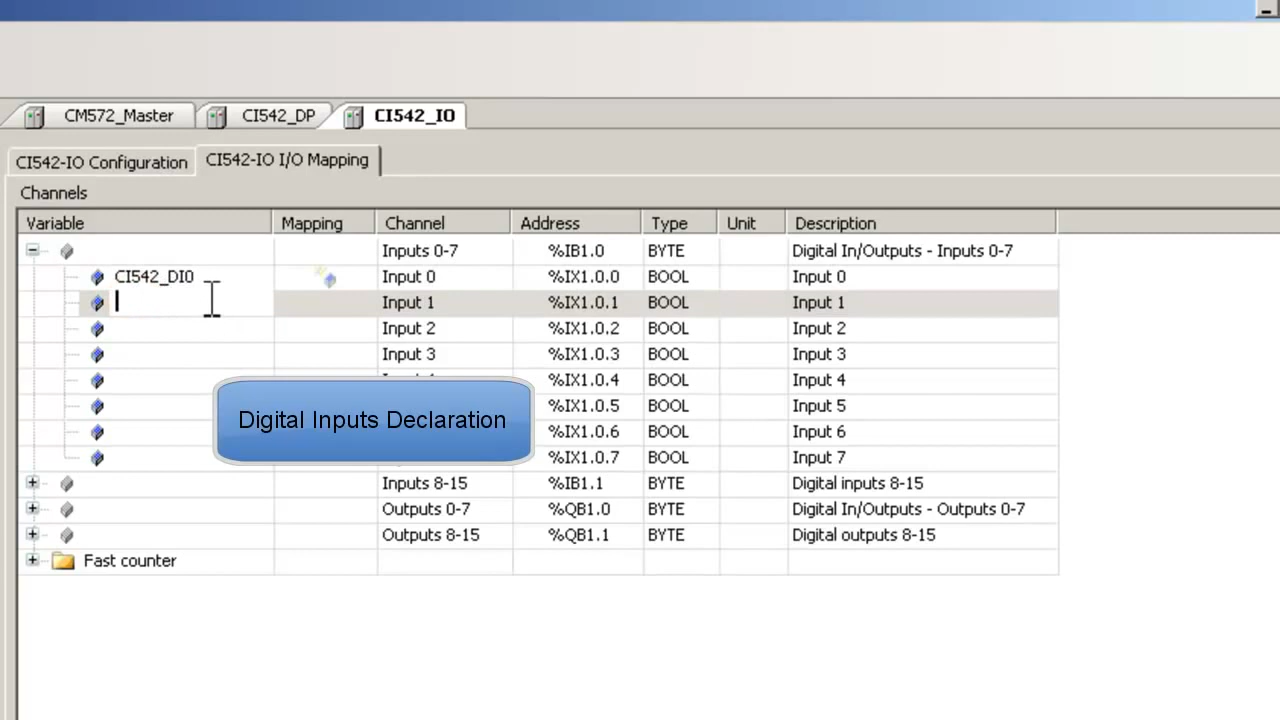 CM572_Master CI542_DP CI542_IO
CI542-IO Configuration CI542-IO I/O Mapping
Channels
Variable Mapping Channel Address Type Unit Description
Inputs 0-7 %IB1.0 BYTE Digital In/Outputs - Inputs 0-7
CI542_DI0 Input 0 %IX1.0.0 BOOL Input 0
Input 1 %IX1.0.1 BOOL Input 1
Input 2 %IX1.0.2 BOOL Input 2
Input 3 %IX1.0.3 BOOL Input 3
%IX1.0.4 BOOL Input 4
%IX1.0.5 BOOL Input 5
Digital Inputs Declaration
%IX1.0.6 BOOL Input 6
%IX1.0.7 BOOL Input 7
Inputs 8-15 %IB1.1 BYTE Digital inputs 8-15
Outputs 0-7 %QB1.0 BYTE Digital In/Outputs - Outputs 0-7
Outputs 8-15 %QB1.1 BYTE Digital outputs 8-15
Fast counter